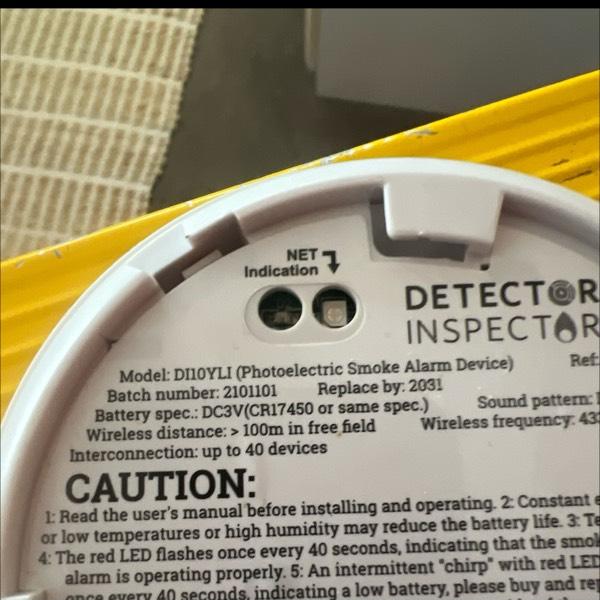 NET
Indication
DETECTOR
INSPECTOR
Model: DI10YLI (Photoelectric Smoke Alarm Device)
Ref:
Batch number: 2101101 Replace by: 2031
Battery spec.: DC3V(CR17450 or same spec.) Sound pattern:
Wireless distance: > 100m in free field Wireless frequency: 43
Interconnection: up to 40 devices
CAUTION:
1: Read the user's manual before installing and operating. 2: Constant
or low temperatures or high humidity may reduce the battery life. 3:
4: The red LED flashes once every 40 seconds, indicating that the
alarm is operating properly. 5: An intermittent "chirp" with red LED
once every 40 seconds, indicating a low battery, please buy and